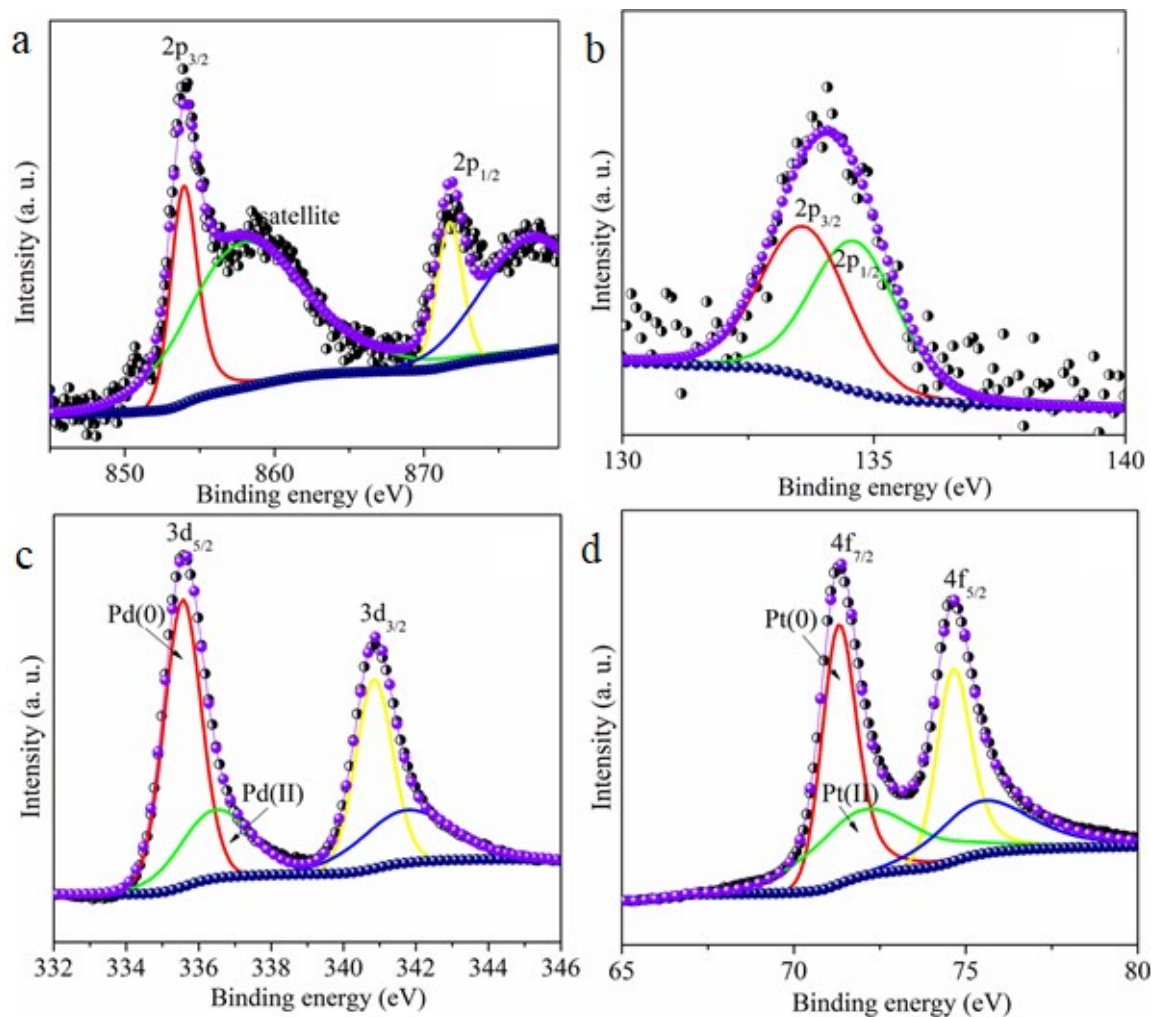 a
2p3/2
satellite
2p1/2
Intensity (a. u.)
850
860
870
Binding energy (eV)
b
2p3/2
2p1/2
Intensity (a. u.)
130
135
140
Binding energy (eV)
c
3d5/2
Pd(0)
3d3/2
Pd(II)
Intensity (a. u.)
332 334 336 338 340 342 344 346
Binding energy (eV)
d
4f7/2
4f5/2
Pt(0)
Pt(II)
Intensity (a. u.)
65 70 75 80
Binding energy (eV)